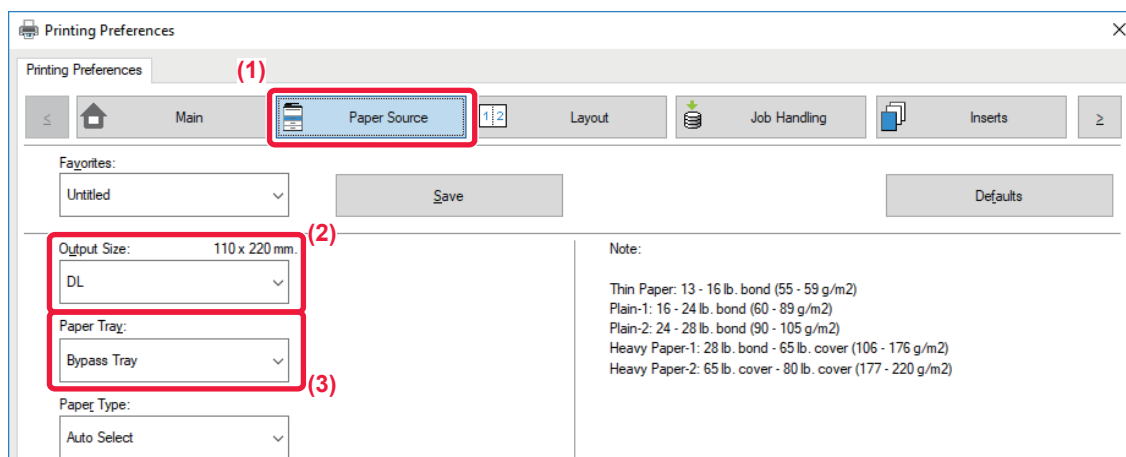 Printing Preferences
Printing Preferences
(1)
<
Main
Paper Source
1 2
Layout
Job Handling
Inserts
>
Favorites:
Untitled
Save
Defaults
(2)
Output Size: 110 x 220 mm.
DL
Paper Tray:
Bypass Tray
(3)
Paper Type:
Auto Select
Note:
Thin Paper: 13 - 16 lb. bond (55 - 59 g/m2)
Plain-1: 16 - 24 lb. bond (60 - 89 g/m2)
Plain-2: 24 - 28 lb. bond (90 - 105 g/m2)
Heavy Paper-1: 28 lb. bond - 65 lb. cover (106 - 176 g/m2)
Heavy Paper-2: 65 lb. cover - 80 lb. cover (177 - 220 g/m2)